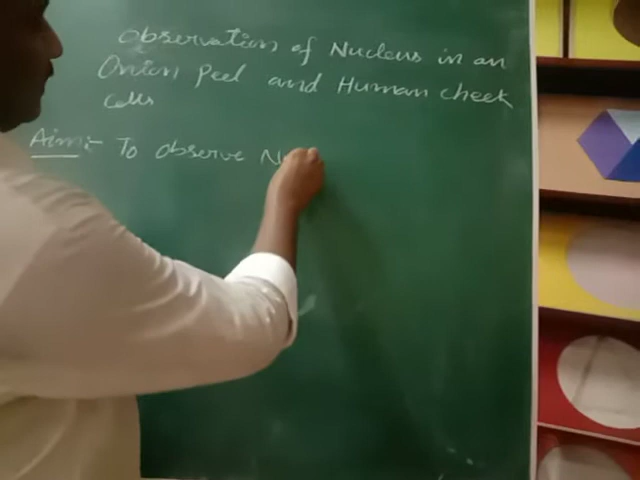 Observation of Nucleus in an
Onion Peel and Human cheek
cells
Aim:- To observe N